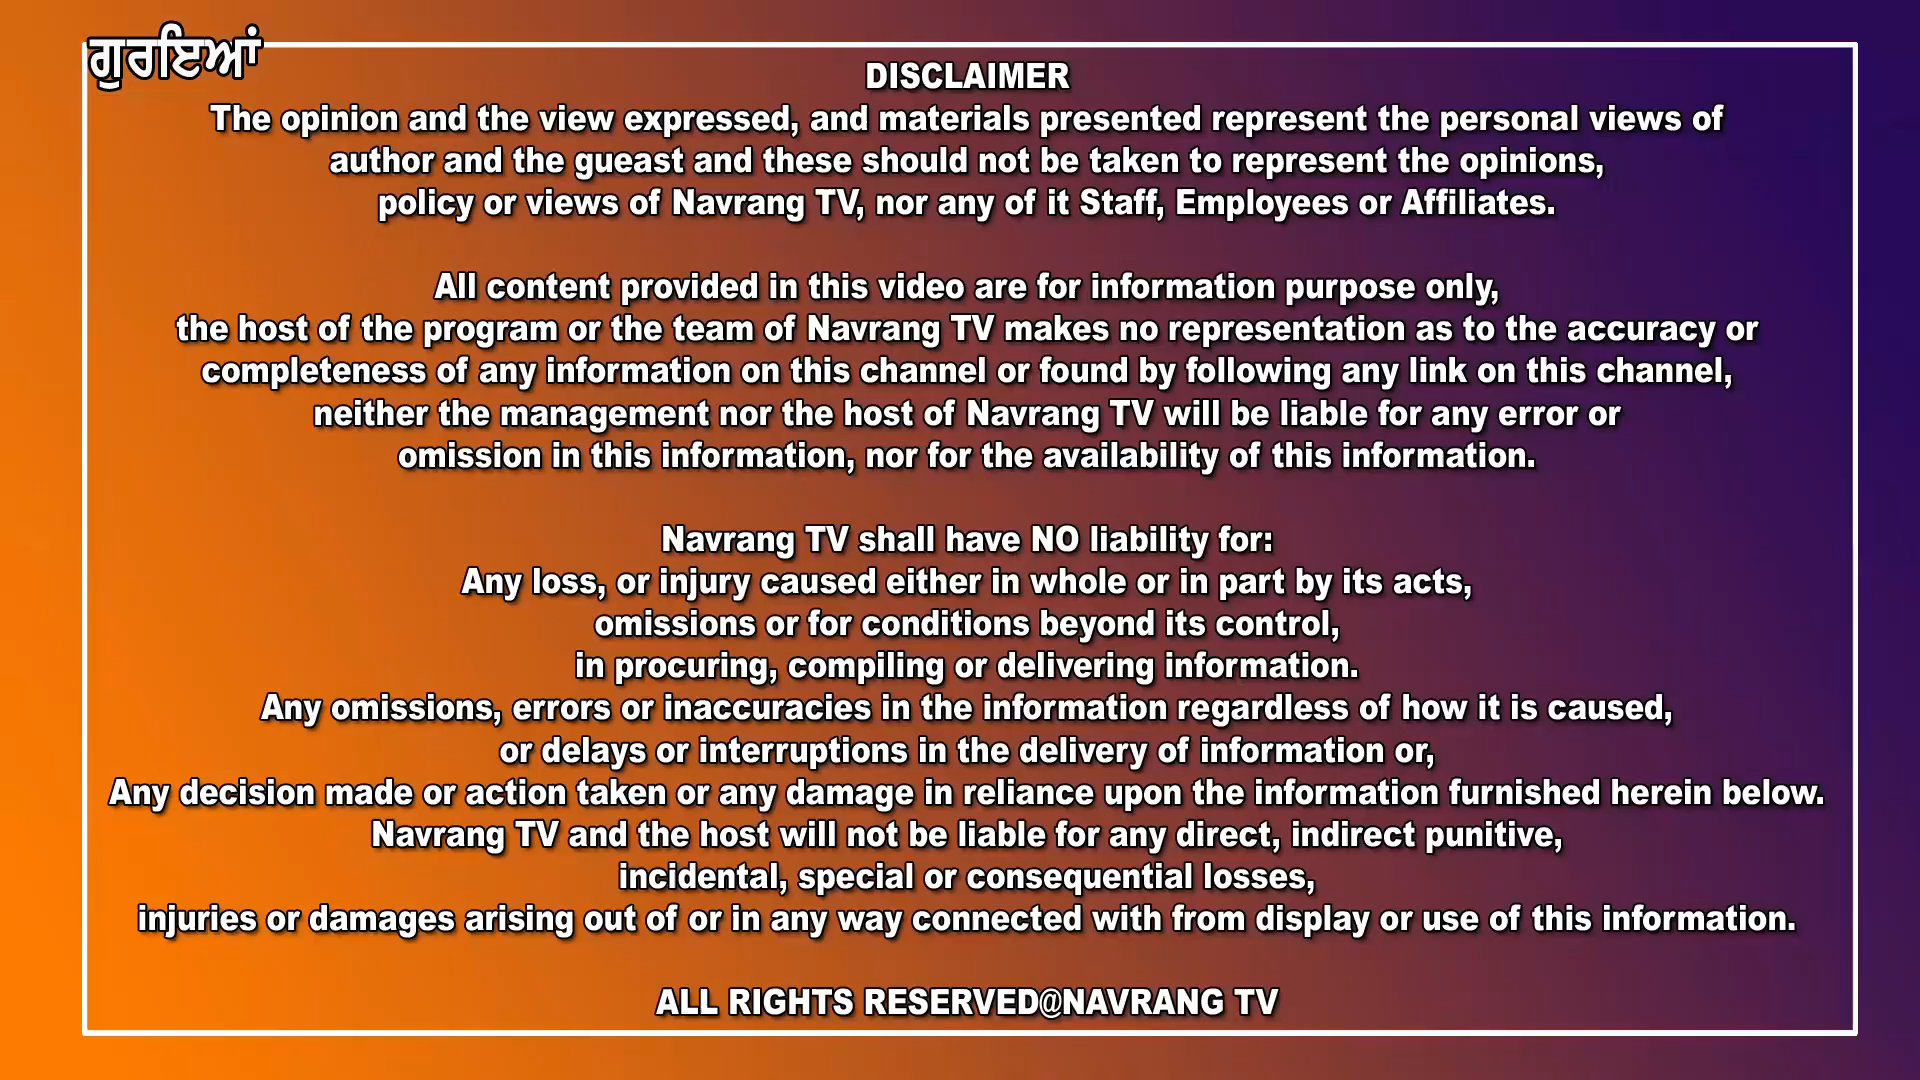 ਗੁਰਇਆਂ
DISCLAIMER
The opinion and the view expressed, and materials presented represent the personal views of
author and the gueast and these should not be taken to represent the opinions,
policy or views of Navrang TV, nor any of it Staff, Employees or Affiliates.
All content provided in this video are for information purpose only,
the host of the program or the team of Navrang TV makes no representation as to the accuracy or
completeness of any information on this channel or found by following any link on this channel,
neither the management nor the host of Navrang TV will be liable for any error or
omission in this information, nor for the availability of this information.
Navrang TV shall have NO liability for:
Any loss, or injury caused either in whole or in part by its acts,
omissions or for conditions beyond its control,
in procuring, compiling or delivering information.
Any omissions, errors or inaccuracies in the information regardless of how it is caused,
or delays or interruptions in the delivery of information or,
Any decision made or action taken or any damage in reliance upon the information furnished herein below.
Navrang TV and the host will not be liable for any direct, indirect punitive,
incidental, special or consequential losses,
injuries or damages arising out of or in any way connected with from display or use of this information.
ALL RIGHTS RESERVED@NAVRANG TV